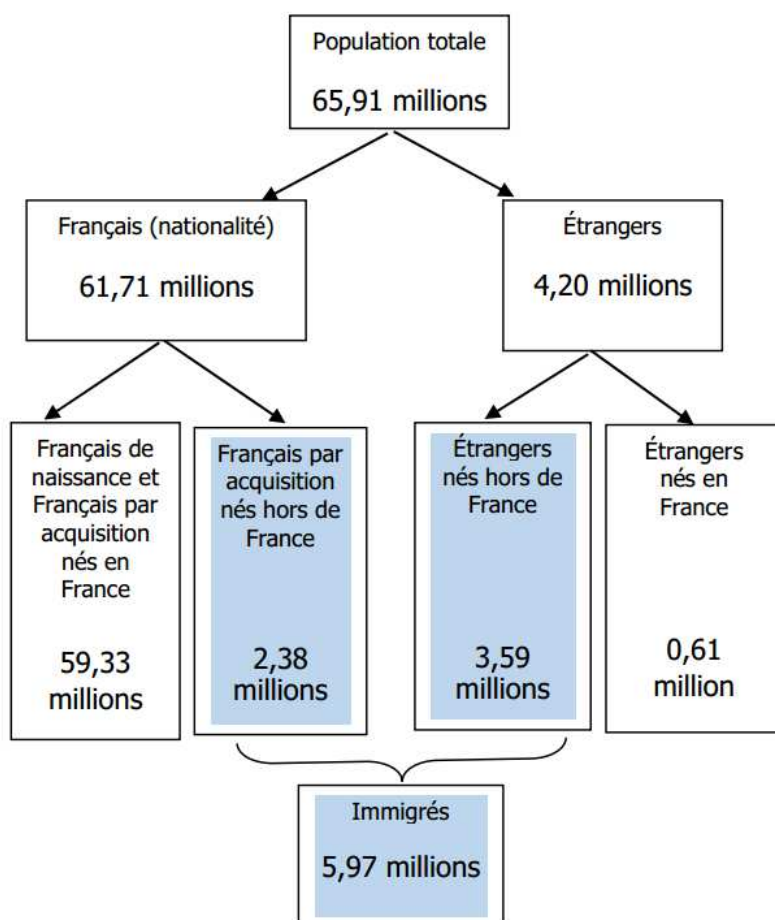 Population totale
65,91 millions
Français (nationalité)
61,71 millions
Étrangers
4,20 millions
Français de
naissance et
Français par
acquisition
nés en
France
59,33
millions
Français par
acquisition
nés hors de
France
2,38
millions
Étrangers
nés hors de
France
3,59
millions
Étrangers
nés en
France
0,61
million
Immigrés
5,97 millions